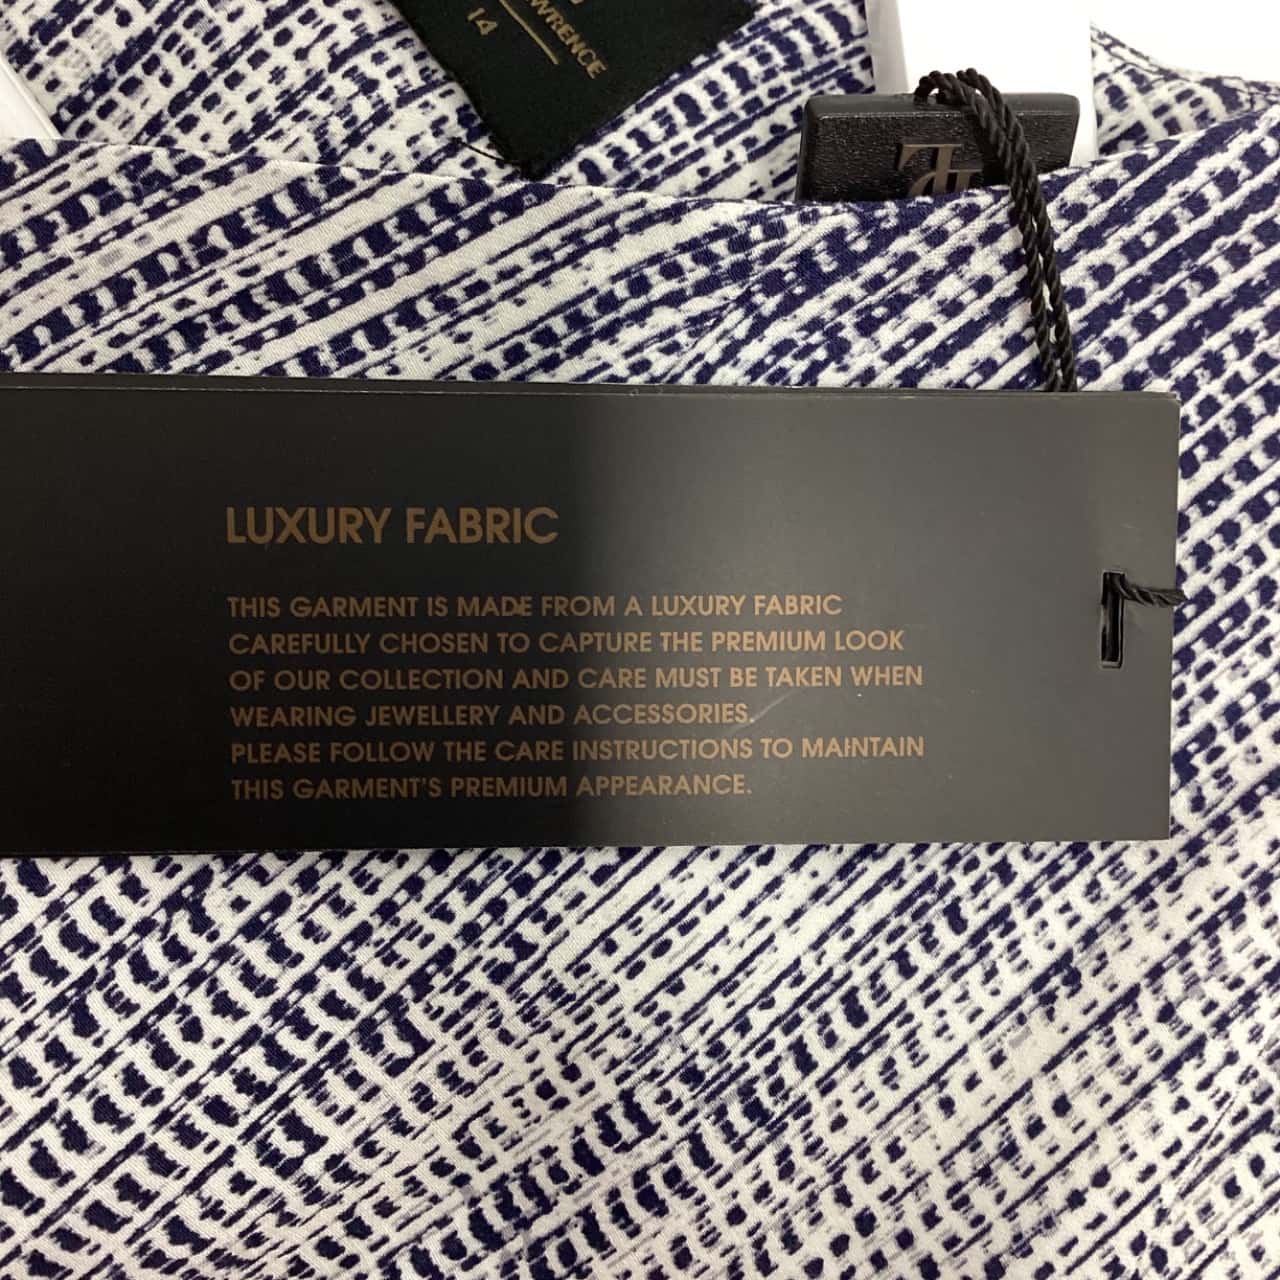 14
LUXURY FABRIC
THIS GARMENT IS MADE FROM A LUXURY FABRIC
CAREFULLY CHOSEN TO CAPTURE THE PREMIUM LOOK
OF OUR COLLECTION AND CARE MUST BE TAKEN WHEN
WEARING JEWELLERY AND ACCESSORIES.
PLEASE FOLLOW THE CARE INSTRUCTIONS TO MAINTAIN
THIS GARMENT'S PREMIUM APPEARANCE.